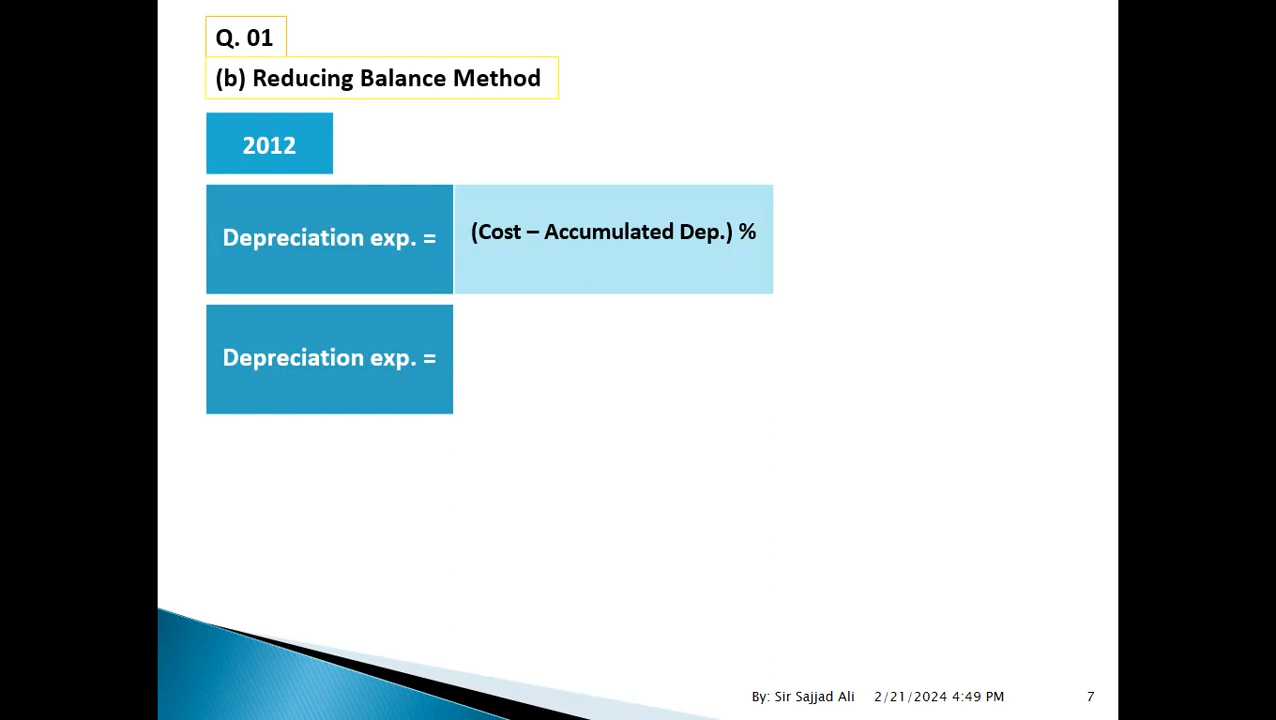 Q. 01
(b) Reducing Balance Method
2012
Depreciation exp. = (Cost – Accumulated Dep.) %
Depreciation exp. =
By: Sir Sajjad Ali 2/21/2024 4:49 PM 7